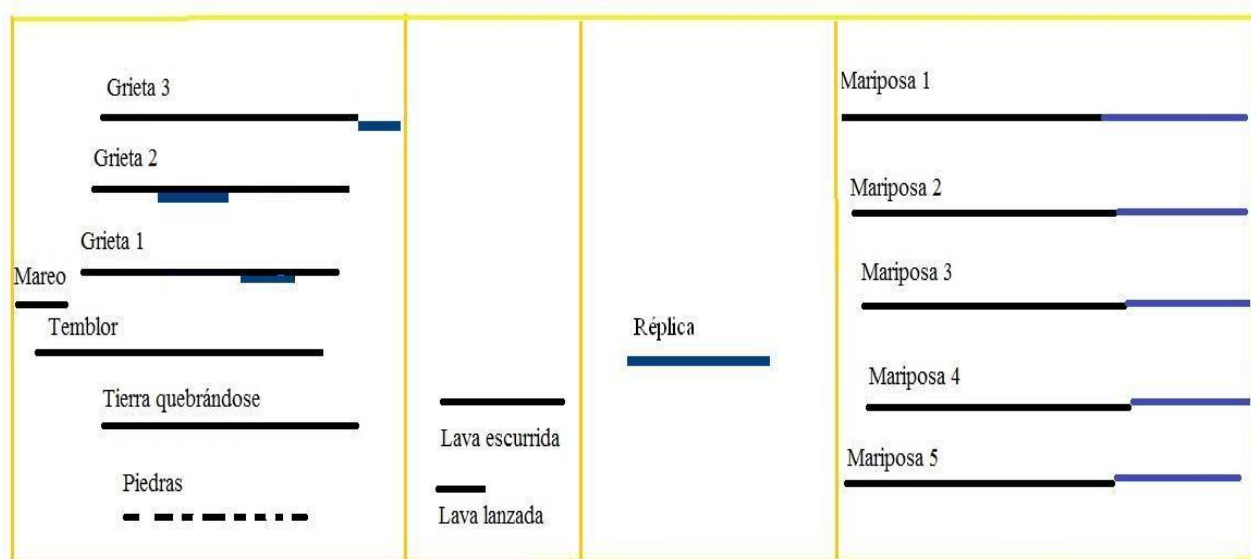 Grieta 3
Grieta 2
Grieta 1
Mareo
Temblor
Tierra quebrándose
Piedras
Lava escurrida
Lava lanzada
Réplica
Mariposa 1
Mariposa 2
Mariposa 3
Mariposa 4
Mariposa 5